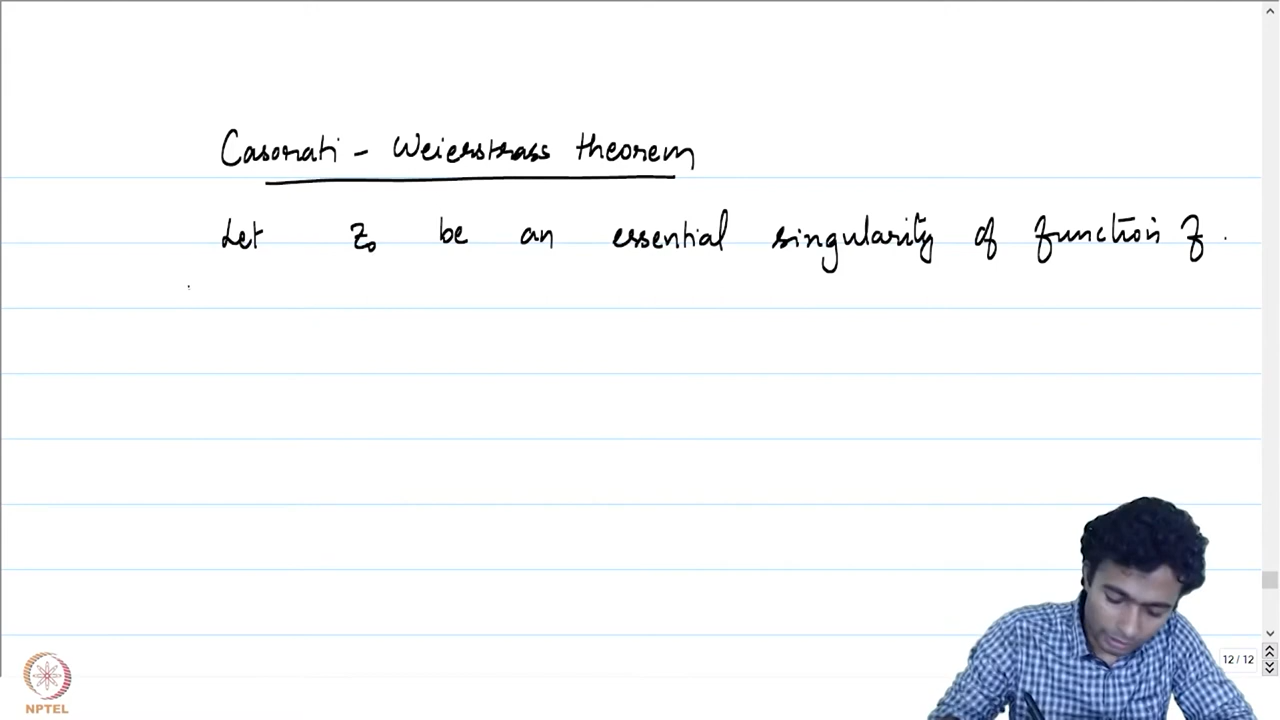 Casorati - Weierstrass theorem
Let z₀ be an essential singularity of function f.
12 / 12
NPTEL